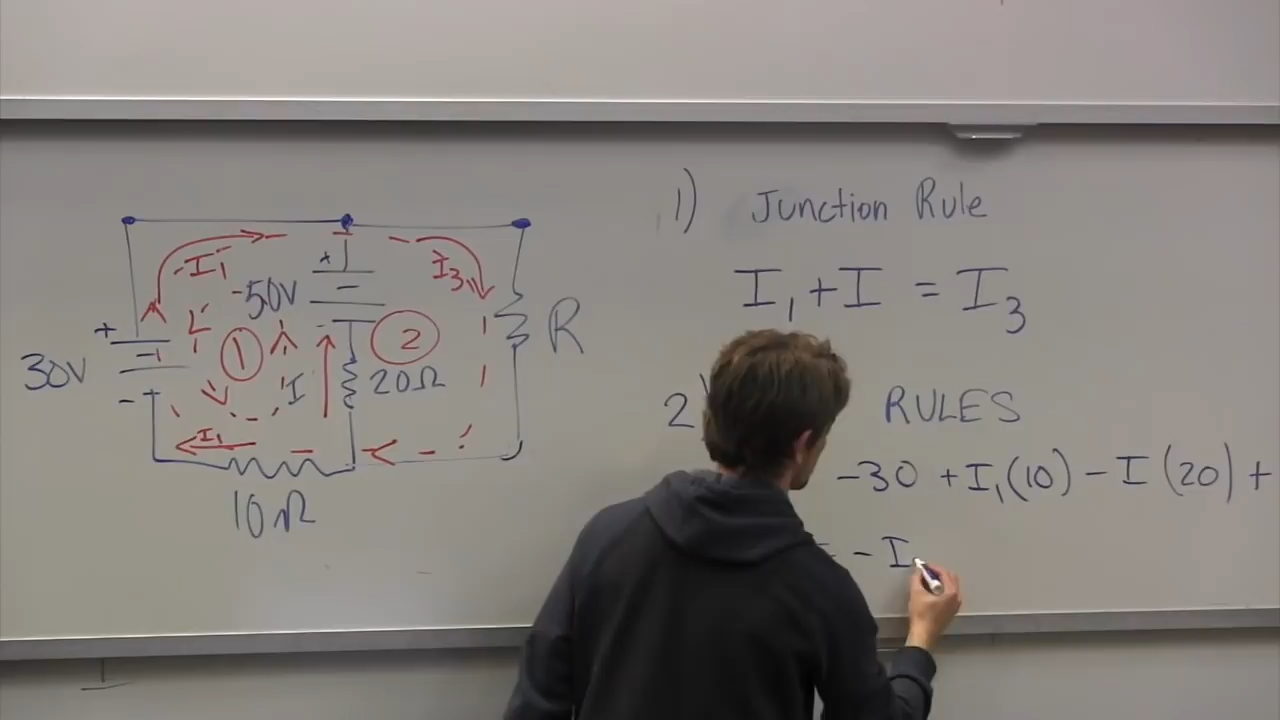 1) Junction Rule
I₁ + I = I₃
2) RULES
-30 + I₁(10) - I(20) +
= - I
-I₁
I₃
+
-50V
-
+
30V
-
1
2
I
20Ω
R
I₁
10Ω